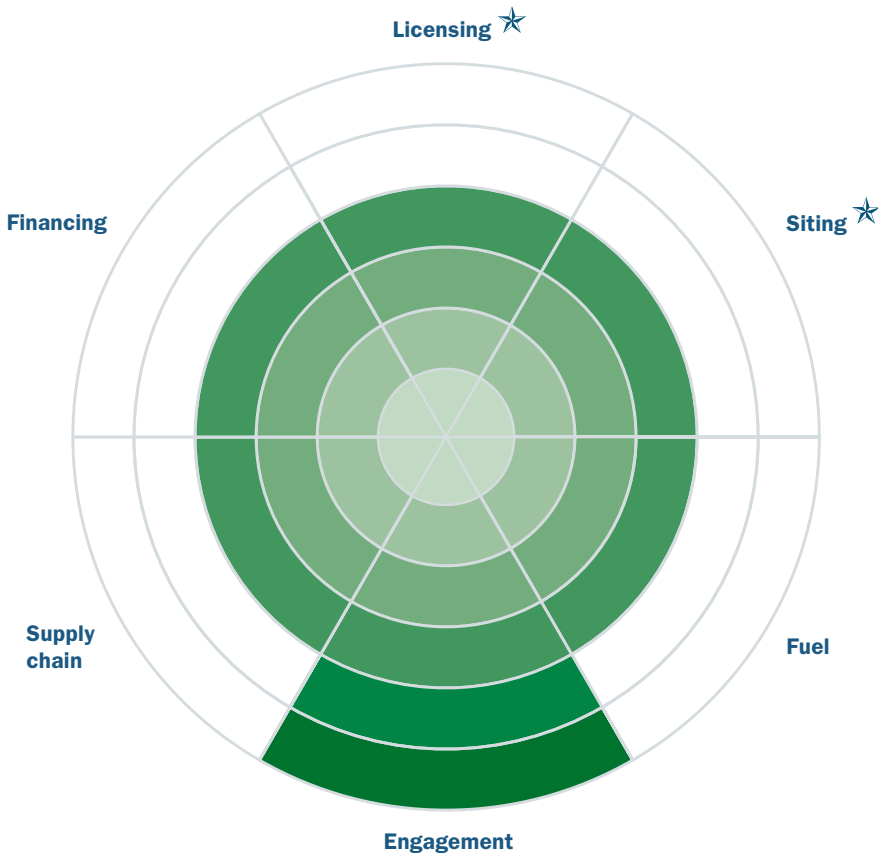 Licensing
Financing
Siting
Supply
chain
Fuel
Engagement